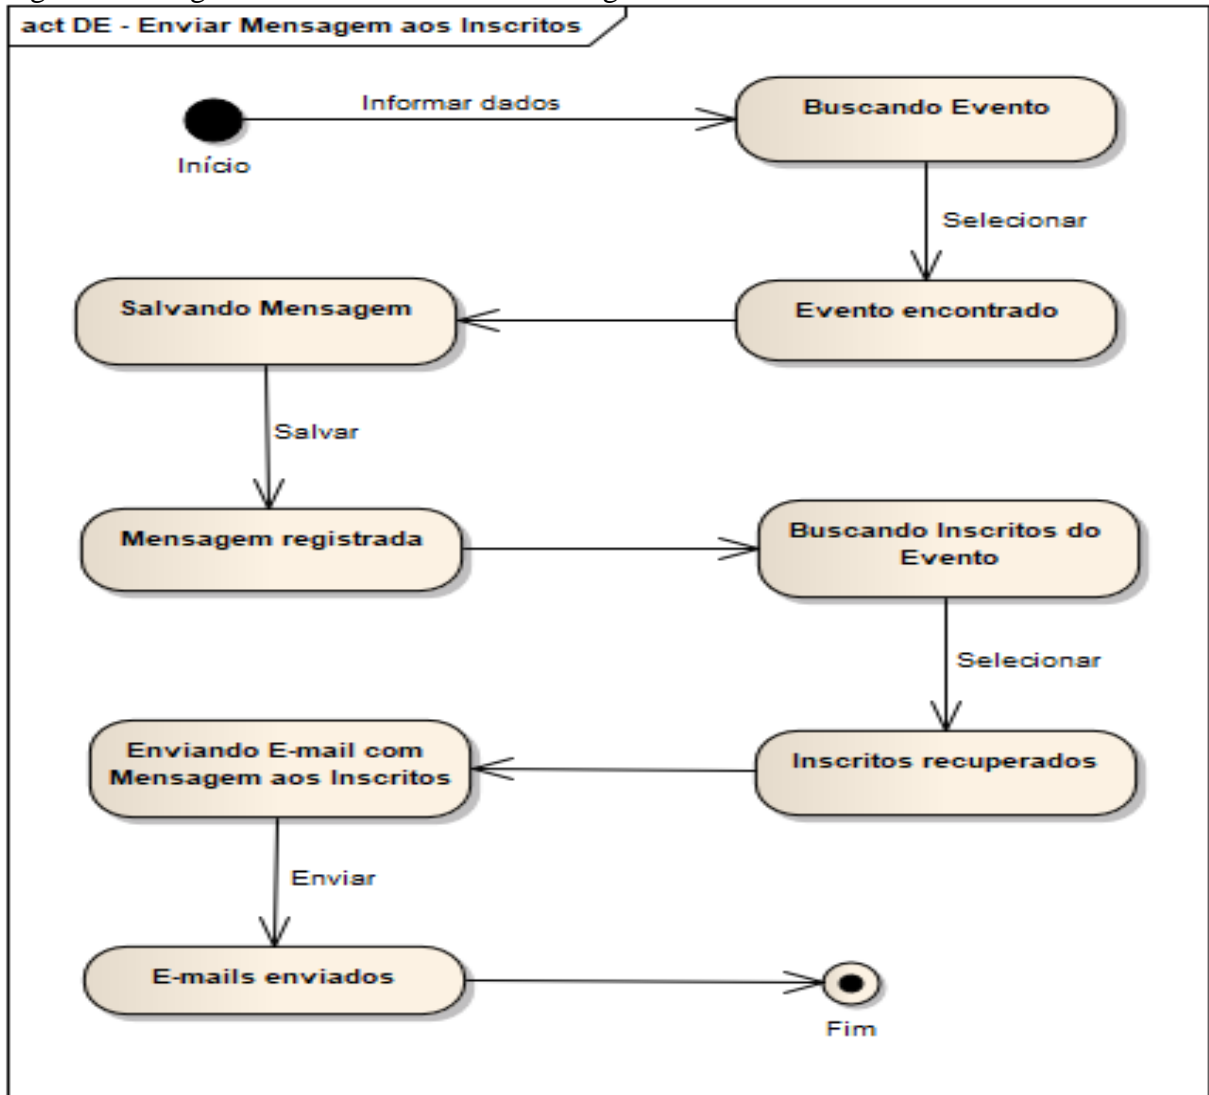 act DE - Enviar Mensagem aos Inscritos
Informar dados
Buscando Evento
Início
Selecionar
Salvando Mensagem
Evento encontrado
Salvar
Mensagem registrada
Buscando Inscritos do
Evento
Selecionar
Enviando E-mail com
Mensagem aos Inscritos
Inscritos recuperados
Enviar
E-mails enviados
Fim